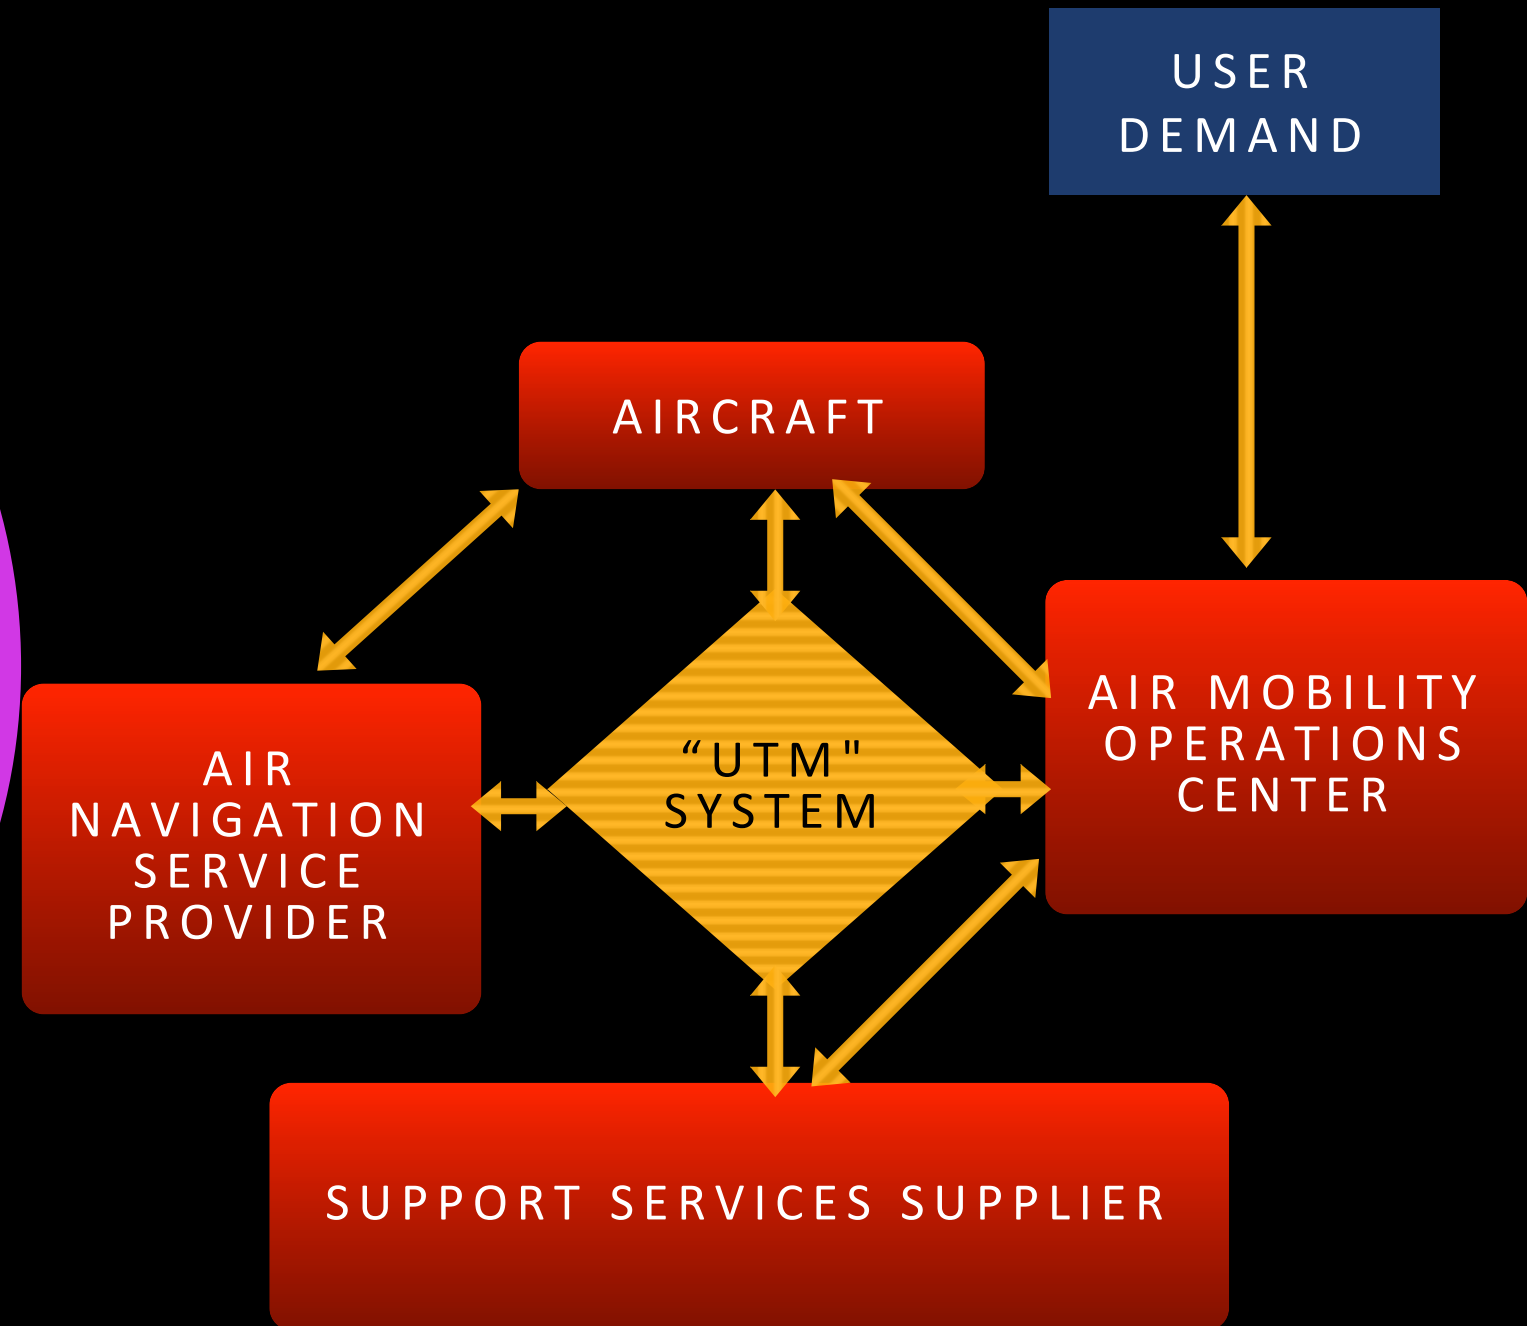 USER
DEMAND
AIRCRAFT
AIR MOBILITY
OPERATIONS
CENTER
“UTM"
SYSTEM
AIR
NAVIGATION
SERVICE
PROVIDER
SUPPORT SERVICES SUPPLIER